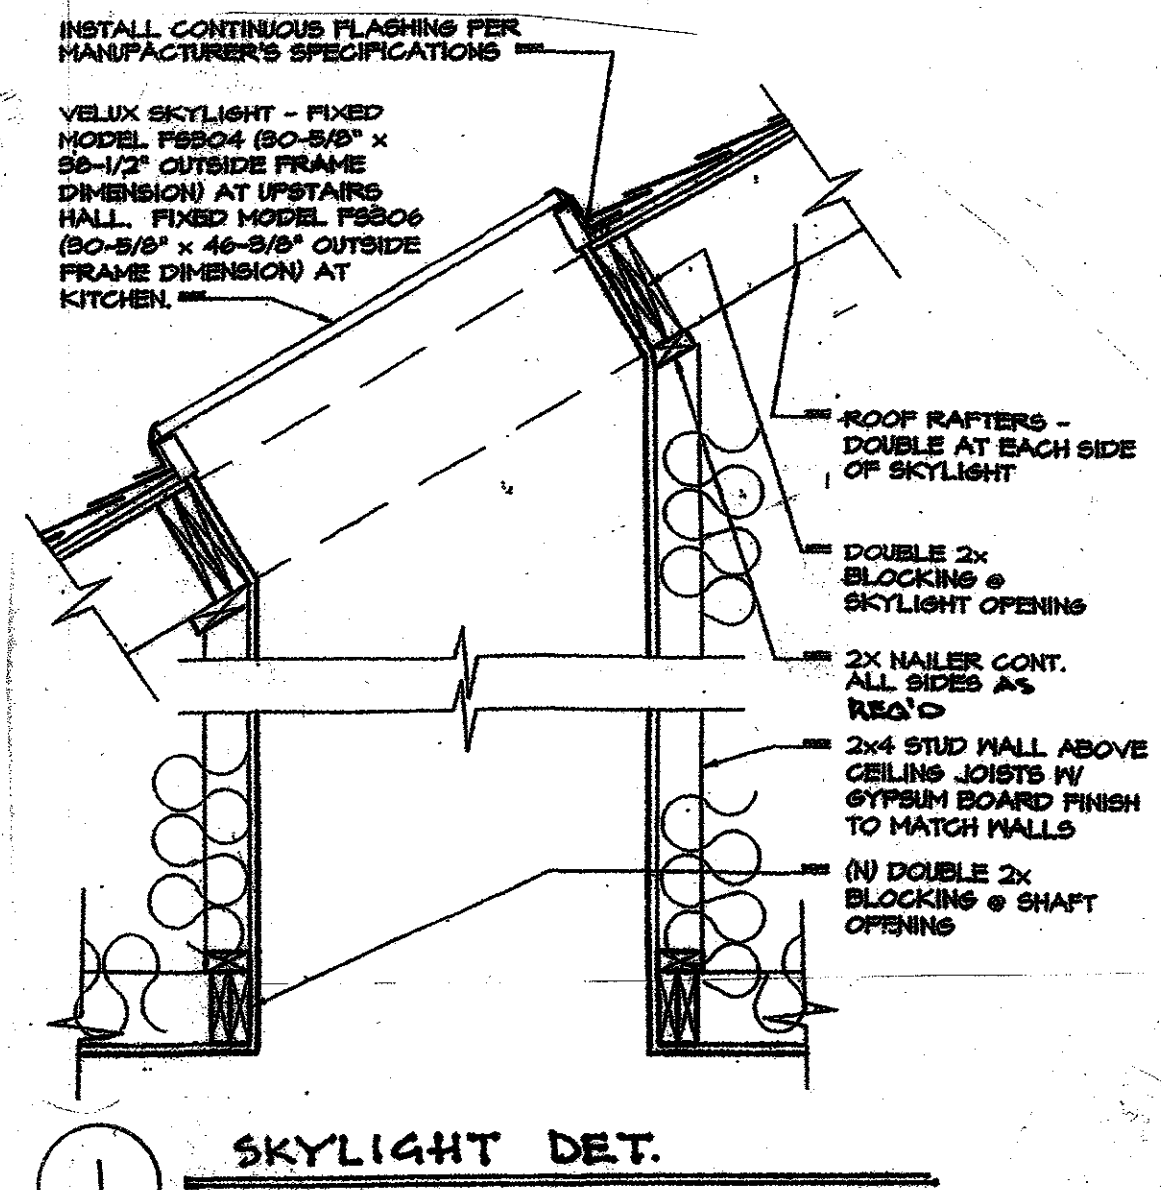 INSTALL CONTINUOUS FLASHING PER
MANUFACTURER'S SPECIFICATIONS
VELUX SKYLIGHT - FIXED
MODEL FS304 (30-5/8" x
38-1/2" OUTSIDE FRAME
DIMENSION) AT UPSTAIRS
HALL. FIXED MODEL FS306
(30-5/8" x 46-3/8" OUTSIDE
FRAME DIMENSION) AT
KITCHEN.
ROOF RAFTERS -
DOUBLE AT EACH SIDE
OF SKYLIGHT
DOUBLE 2x
BLOCKING @
SKYLIGHT OPENING
2X NAILER CONT.
ALL SIDES AS
REQ'D
2x4 STUD WALL ABOVE
CEILING JOISTS W/
GYPSUM BOARD FINISH
TO MATCH WALLS
(N) DOUBLE 2x
BLOCKING @ SHAFT
OPENING
SKYLIGHT DET.
1